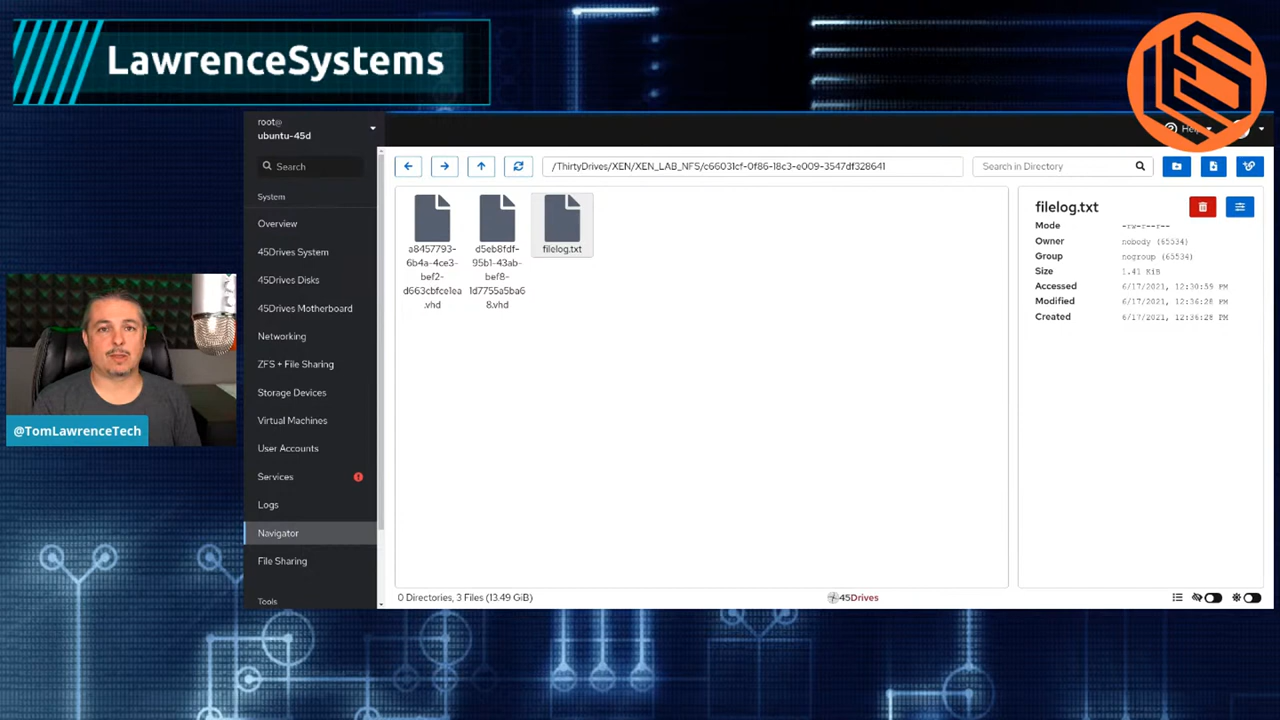 LawrenceSystems
root@
ubuntu-45d
Search
System
Overview
45Drives System
45Drives Disks
45Drives Motherboard
Networking
ZFS + File Sharing
Storage Devices
Virtual Machines
User Accounts
Services
Logs
Navigator
File Sharing
Tools
/ThirtyDrives/XEN/XEN_LAB_NFS/c66031cf-0f86-18c3-e009-3547df328641
Search in Directory
a8457793-
6b4a-4ce3-
bef2-
d663cbfce1ea
.vhd
d5eb8fdf-
95b1-43ab-
bef8-
1d7755a5ba6
8.vhd
filelog.txt
filelog.txt
Mode -rw-r--r--
Owner nobody (65534)
Group nogroup (65534)
Size 1.41 KiB
Accessed 6/17/2021, 12:30:59 PM
Modified 6/17/2021, 12:36:28 PM
Created 6/17/2021, 12:36:28 PM
0 Directories, 3 Files (13.49 GiB)
45Drives
@TomLawrenceTech